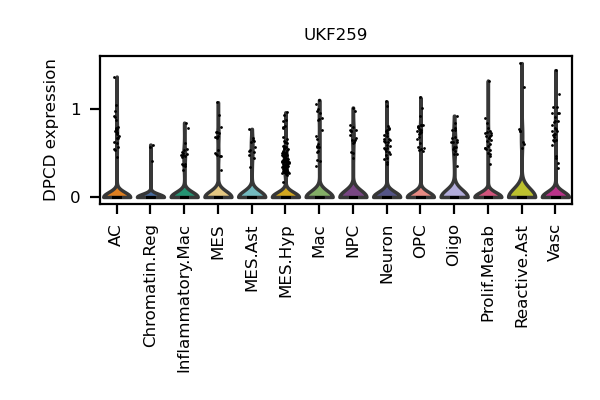 UKF259
DPCD expression
1
0
AC
Chromatin.Reg
Inflammatory.Mac
MES
MES.Ast
MES.Hyp
Mac
NPC
Neuron
OPC
Oligo
Prolif.Metab
Reactive.Ast
Vasc